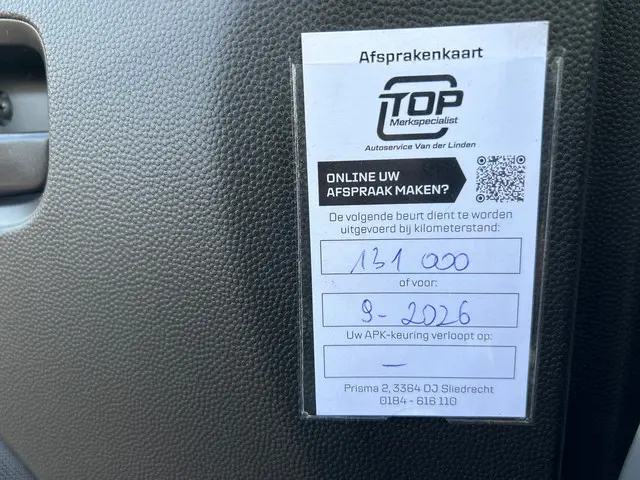 Afsprakenkaart
TOP
Merkspecialist
Autoservice Van der Linden
ONLINE UW
AFSPRAAK MAKEN?
De volgende beurt dient te worden
uitgevoerd bij kilometerstand:
131 000
of voor:
9-2026
Uw APK-keuring verloopt op:
—
Prisma 2, 3364 DJ Sliedrecht
0184 - 616 110